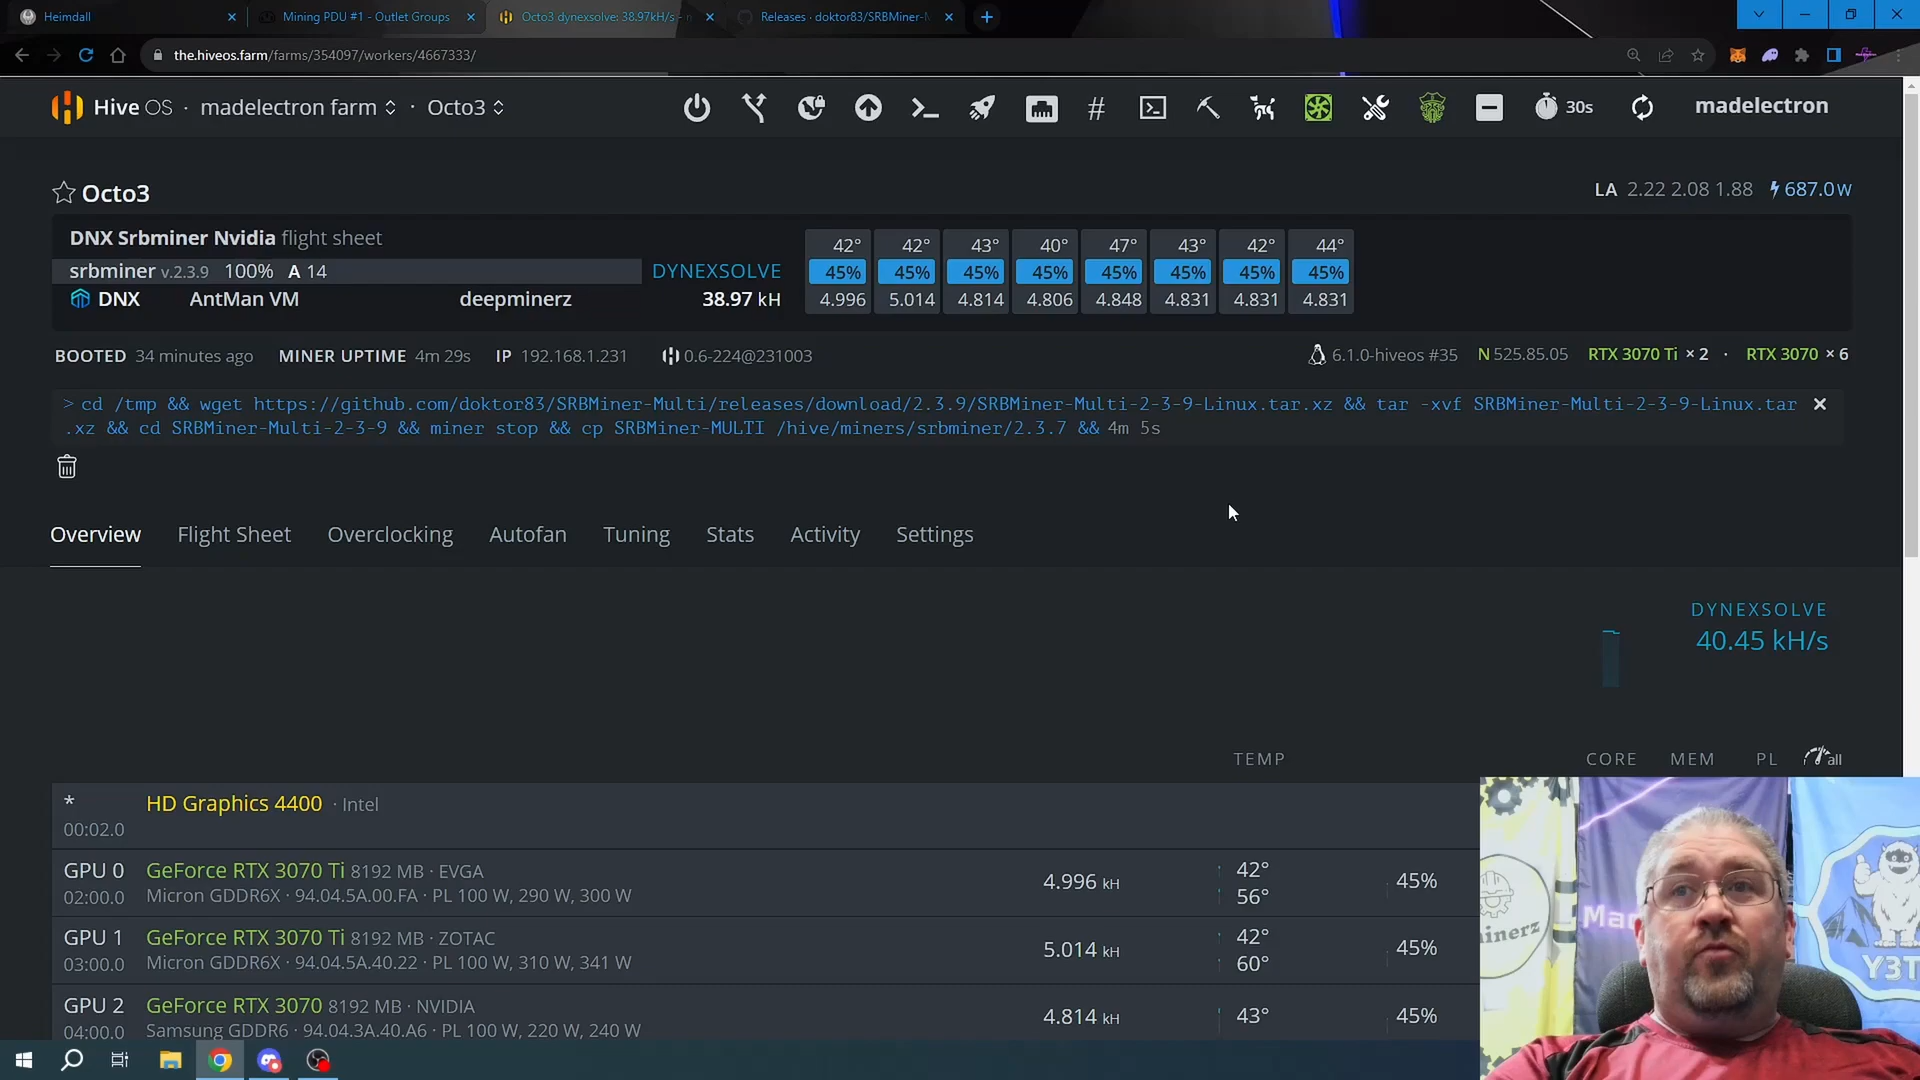 Heimdall
Mining PDU #1 - Outlet Groups
Octo3 dynexsolve: 38.97kH/s -
Releases · doktor83/SRBMiner-
the.hiveos.farm/farms/354097/workers/4667333/
Hive OS · madelectron farm · Octo3
30s
madelectron
Octo3
LA 2.22 2.08 1.88 687.0 W
DNX Srbminer Nvidia flight sheet
srbminer v.2.3.9 100% A 14 DYNEXSOLVE
DNX AntMan VM deepminerz 38.97 kH
42° 42° 43° 40° 47° 43° 42° 44°
45% 45% 45% 45% 45% 45% 45% 45%
4.996 5.014 4.814 4.806 4.848 4.831 4.831 4.831
BOOTED 34 minutes ago MINER UPTIME 4m 29s IP 192.168.1.231 0.6-224@231003
6.1.0-hiveos #35 N 525.85.05 RTX 3070 Ti × 2 · RTX 3070 × 6
> cd /tmp && wget https://github.com/doktor83/SRBMiner-Multi/releases/download/2.3.9/SRBMiner-Multi-2-3-9-Linux.tar.xz && tar -xvf SRBMiner-Multi-2-3-9-Linux.tar
.xz && cd SRBMiner-Multi-2-3-9 && miner stop && cp SRBMiner-MULTI /hive/miners/srbminer/2.3.7 && 4m 5s
Overview Flight Sheet Overclocking Autofan Tuning Stats Activity Settings
DYNEXSOLVE
40.45 kH/s
TEMP CORE MEM PL all
* HD Graphics 4400 · Intel
00:02.0
GPU 0 GeForce RTX 3070 Ti 8192 MB · EVGA 4.996 kH 42° 45%
02:00.0 Micron GDDR6X · 94.04.5A.00.FA · PL 100 W, 290 W, 300 W 56°
GPU 1 GeForce RTX 3070 Ti 8192 MB · ZOTAC 5.014 kH 42° 45%
03:00.0 Micron GDDR6X · 94.04.5A.40.22 · PL 100 W, 310 W, 341 W 60°
GPU 2 GeForce RTX 3070 8192 MB · NVIDIA 4.814 kH 43° 45%
04:00.0 Samsung GDDR6 · 94.04.3A.40.A6 · PL 100 W, 220 W, 240 W
Y3T